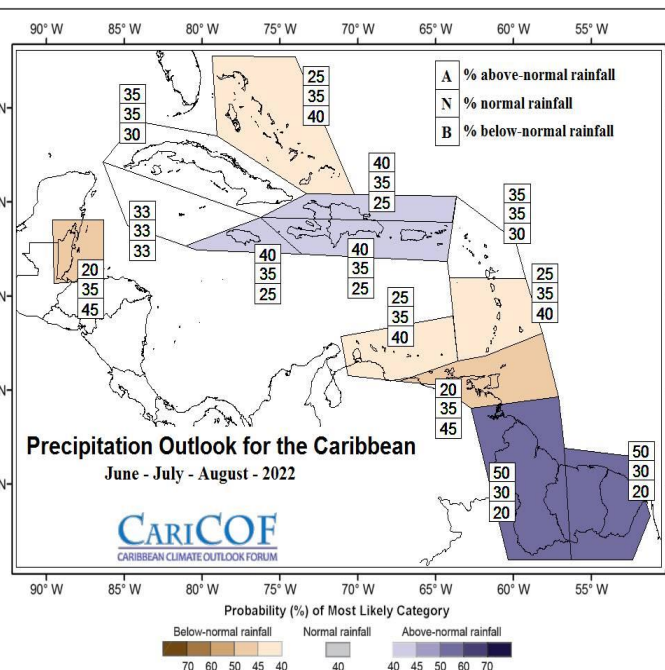 90° W 85° W 80° W 75° W 70° W 65° W 60° W 55° W
N
N
N
N
N
A % above-normal rainfall
N % normal rainfall
B % below-normal rainfall
25
35
40
35
35
30
40
35
25
35
35
30
33
33
33
20
35
45
40
35
25
40
35
25
25
35
40
25
35
40
20
35
45
50
30
20
50
30
20
Precipitation Outlook for the Caribbean
June - July - August - 2022
CARICOF
CARIBBEAN CLIMATE OUTLOOK FORUM
90° W 85° W 80° W 75° W 70° W 65° W 60° W 55° W
Probability (%) of Most Likely Category
Below-normal rainfall Normal rainfall Above-normal rainfall
70 60 50 45 40 40 40 45 50 60 70